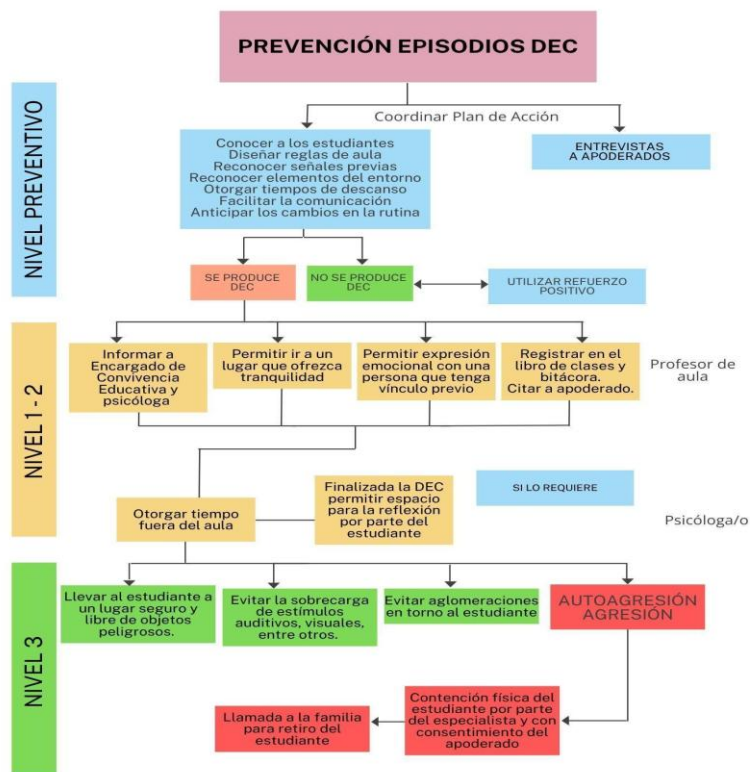 PREVENCIÓN EPISODIOS DEC
Coordinar Plan de Acción
NIVEL PREVENTIVO
Conocer a los estudiantes
Diseñar reglas de aula
Reconocer señales previas
Reconocer elementos del entorno
Otorgar tiempos de descanso
Facilitar la comunicación
Anticipar los cambios en la rutina
ENTREVISTAS
A APODERADOS
SE PRODUCE
DEC
NO SE PRODUCE
DEC
UTILIZAR REFUERZO
POSITIVO
NIVEL 1 - 2
Informar a
Encargado de
Convivencia
Educativa y
psicóloga
Permitir ir a un
lugar que ofrezca
tranquilidad
Permitir expresión
emocional con una
persona que tenga
vínculo previo
Registrar en el
libro de clases y
bitácora.
Citar a apoderado.
Profesor de
aula
Otorgar tiempo
fuera del aula
Finalizada la DEC
permitir espacio
para la reflexión
por parte del
estudiante
SI LO REQUIERE
Psicóloga/o
NIVEL 3
Llevar al estudiante a
un lugar seguro y
libre de objetos
peligrosos.
Evitar la sobrecarga
de estímulos
auditivos, visuales,
entre otros.
Evitar aglomeraciones
en torno al estudiante
AUTOAGRESIÓN
AGRESIÓN
Llamada a la familia
para retiro del
estudiante
Contención física del
estudiante por parte
del especialista y con
consentimiento del
apoderado